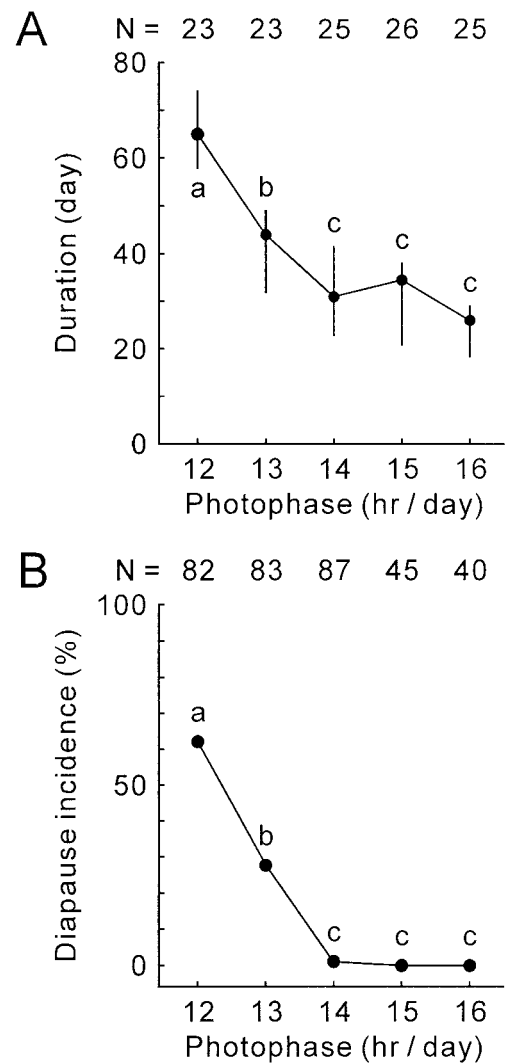 A
N = 23 23 25 26 25
80
60
40
20
0
Duration (day)
a
b
c
c
c
12 13 14 15 16
Photophase (hr / day)
B
N = 82 83 87 45 40
100
50
0
Diapause incidence (%)
a
b
c
c
c
12 13 14 15 16
Photophase (hr / day)